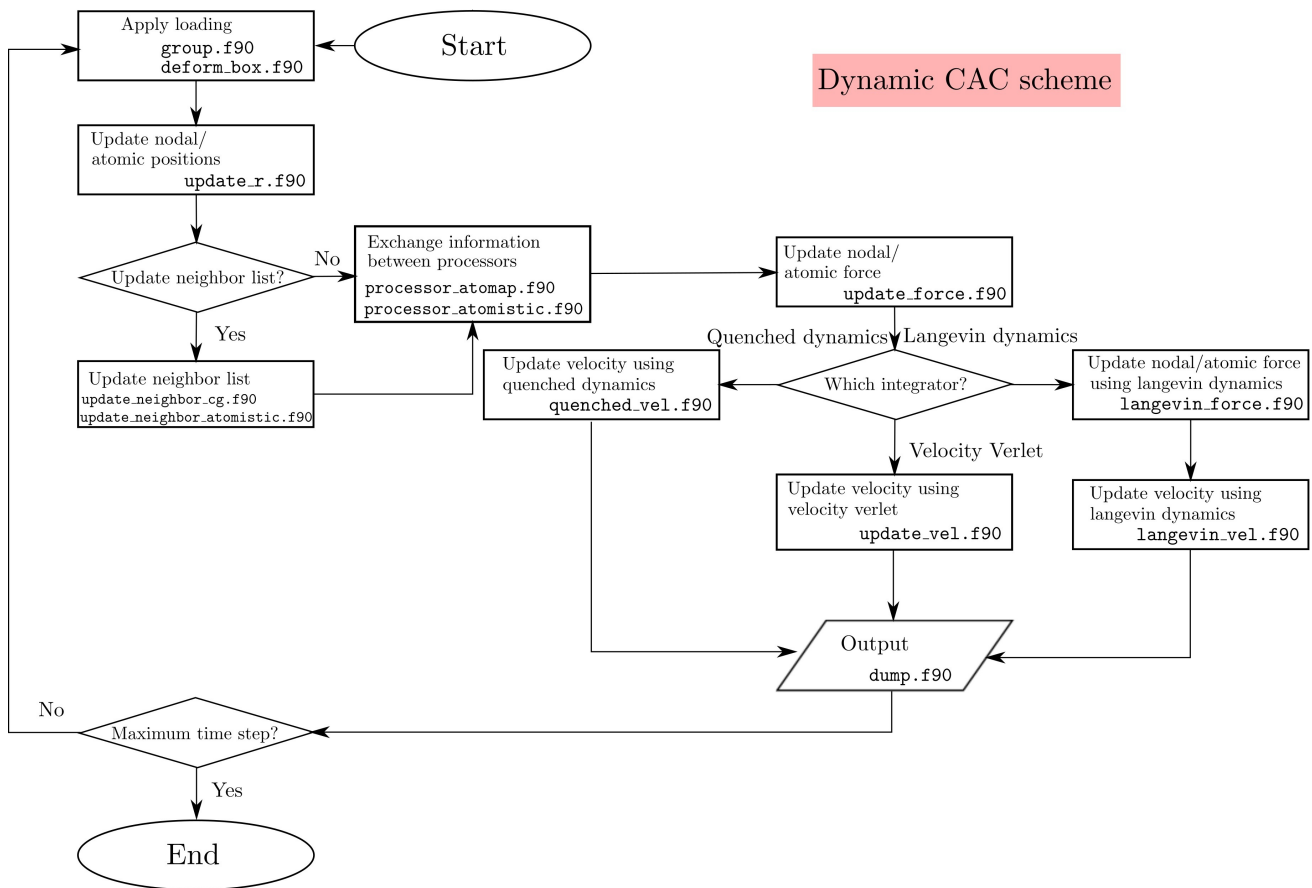 Apply loading
group.f90
deform_box.f90
Start
Dynamic CAC scheme
Update nodal/
atomic positions
update_r.f90
Update neighbor list?
No
Yes
Exchange information
between processors
processor_atomap.f90
processor_atomistic.f90
Update neighbor list
update_neighbor_cg.f90
update_neighbor_atomistic.f90
Update nodal/
atomic force
update_force.f90
Quenched dynamics
Langevin dynamics
Which integrator?
Update velocity using
quenched dynamics
quenched_vel.f90
Update nodal/atomic force
using langevin dynamics
langevin_force.f90
Velocity Verlet
Update velocity using
velocity verlet
update_vel.f90
Update velocity using
langevin dynamics
langevin_vel.f90
Output
dump.f90
No
Maximum time step?
Yes
End